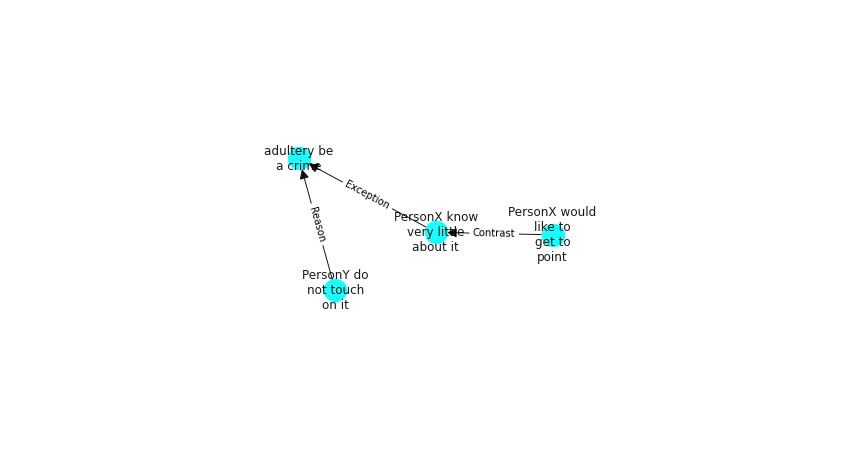 adultery be
a crime
Exception
Reason
PersonX know
very little
about it
Contrast
PersonX would
like to
get to
point
PersonY do
not touch
on it